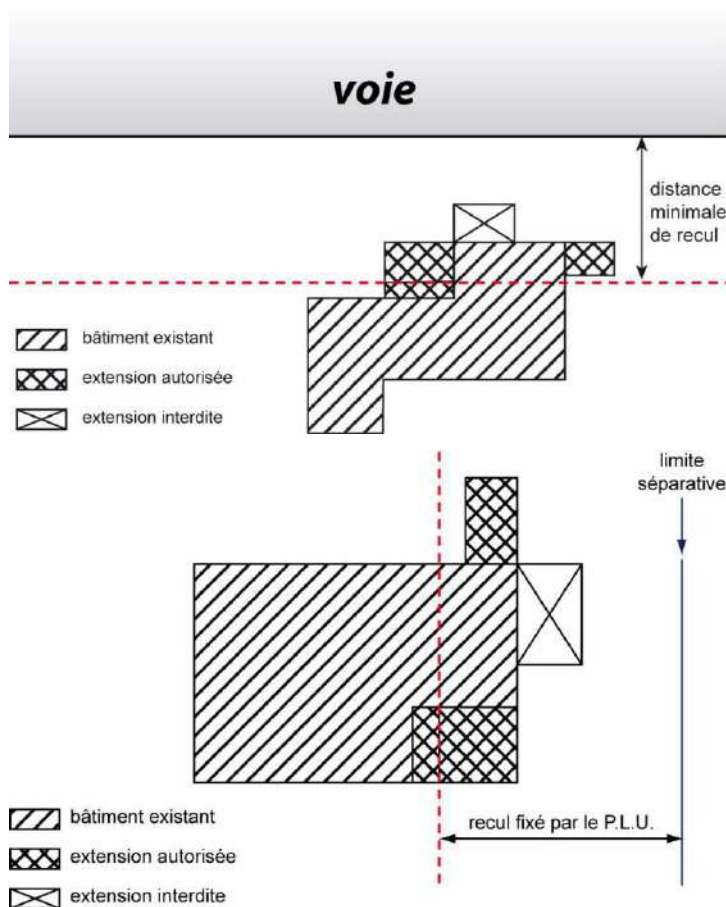 voie
distance
minimale
de recul
bâtiment existant
extension autorisée
extension interdite
limite
séparative
recul fixé par le P.L.U.
bâtiment existant
extension autorisée
extension interdite